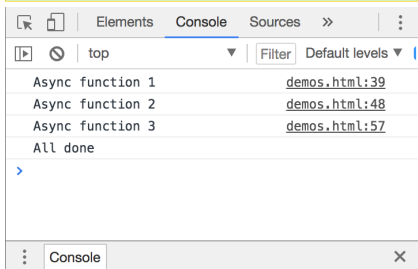 Elements Console Sources »
top Filter Default levels
Async function 1 demos.html:39
Async function 2 demos.html:48
Async function 3 demos.html:57
All done
>
Console